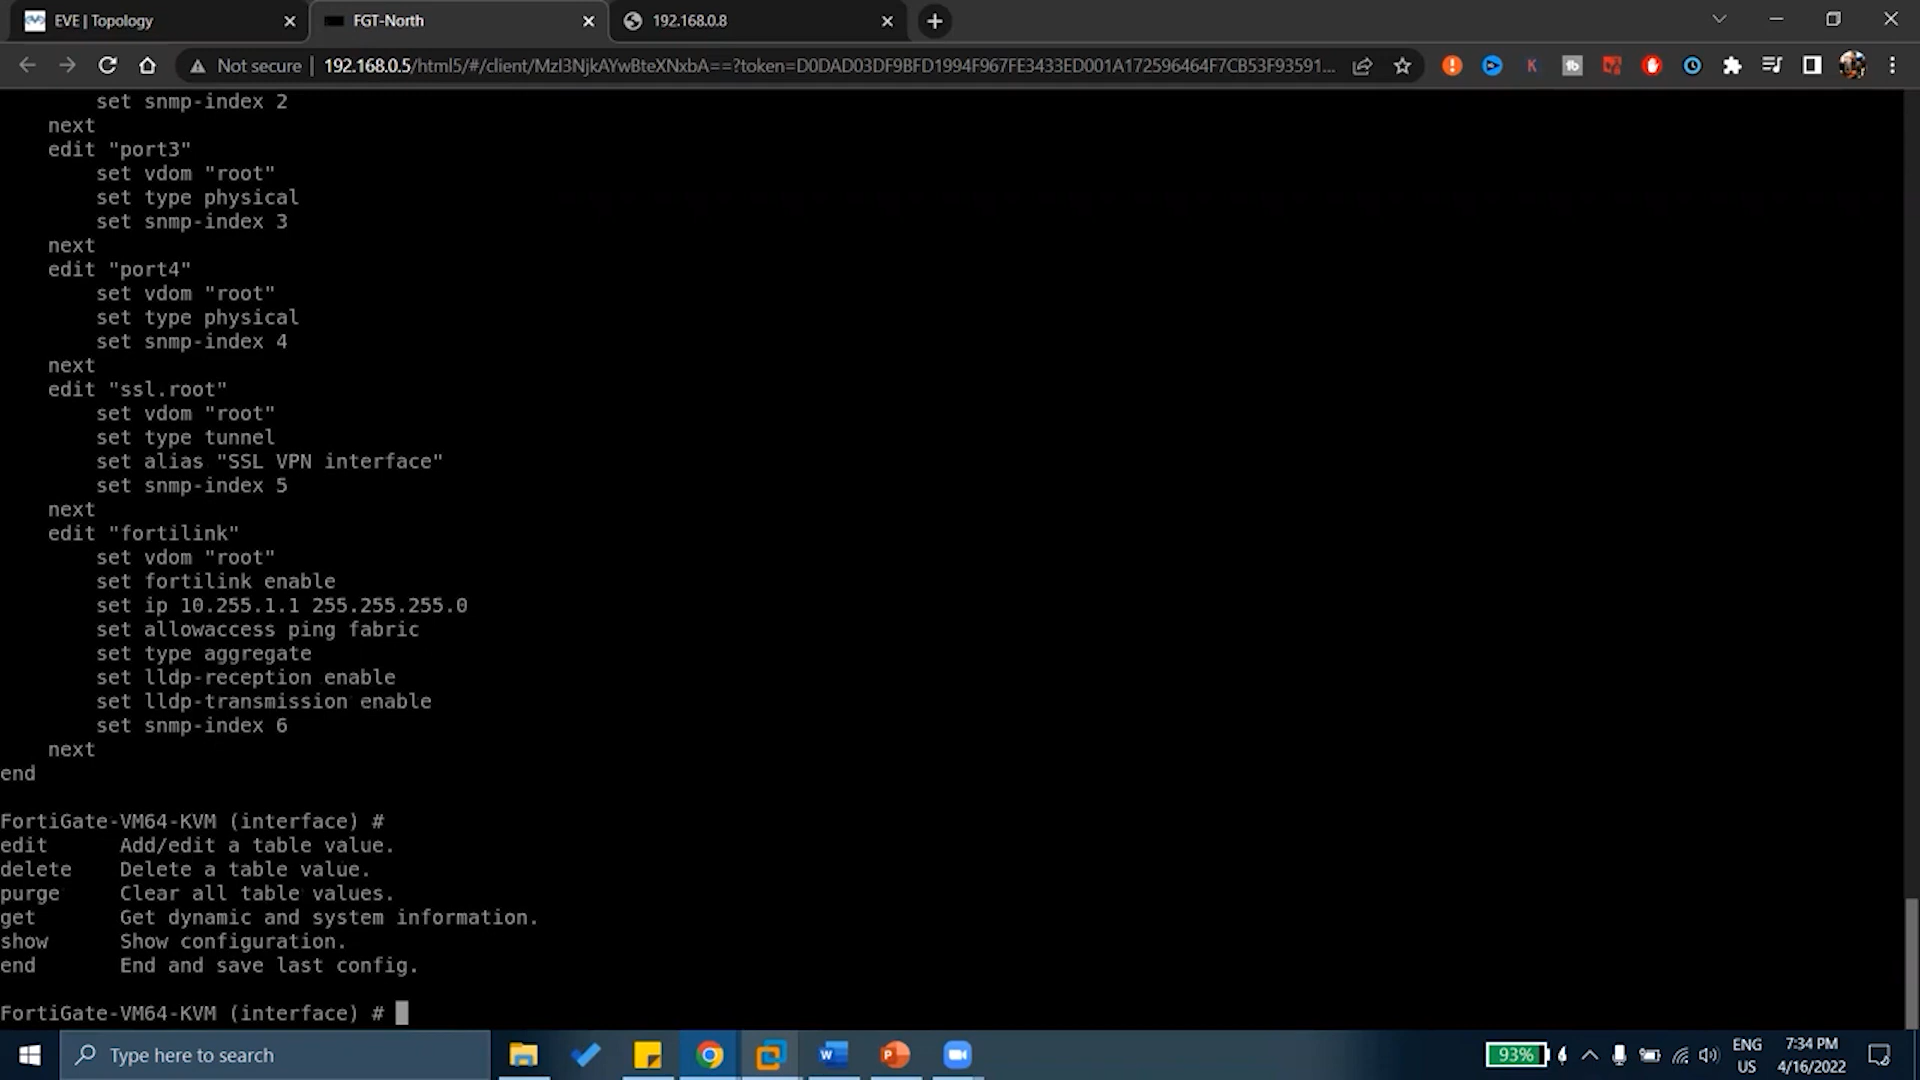 EVE | Topology
FGT-North
192.168.0.8
Not secure
192.168.0.5/html5/#/client/MzI3NjkAYwBteXNxbA==?token=D0DAD03DF9BFD1994F967FE3433ED001A172596464F7CB53F93591...
        set snmp-index 2
    next
    edit "port3"
        set vdom "root"
        set type physical
        set snmp-index 3
    next
    edit "port4"
        set vdom "root"
        set type physical
        set snmp-index 4
    next
    edit "ssl.root"
        set vdom "root"
        set type tunnel
        set alias "SSL VPN interface"
        set snmp-index 5
    next
    edit "fortilink"
        set vdom "root"
        set fortilink enable
        set ip 10.255.1.1 255.255.255.0
        set allowaccess ping fabric
        set type aggregate
        set lldp-reception enable
        set lldp-transmission enable
        set snmp-index 6
    next
end
FortiGate-VM64-KVM (interface) #
edit      Add/edit a table value.
delete    Delete a table value.
purge     Clear all table values.
get       Get dynamic and system information.
show      Show configuration.
end       End and save last config.
FortiGate-VM64-KVM (interface) #
Type here to search
93%
ENG
US
7:34 PM
4/16/2022